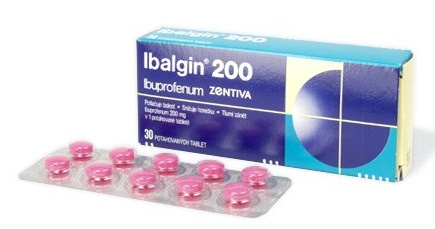 Ibalgin® 200
Ibuprofenum ZENTIVA
Potlačuje bolest • Snižuje horečku • Tlumí zánět
Ibuprofenum 200 mg
v 1 potahované tabletě
30 POTAHOVANÝCH TABLET